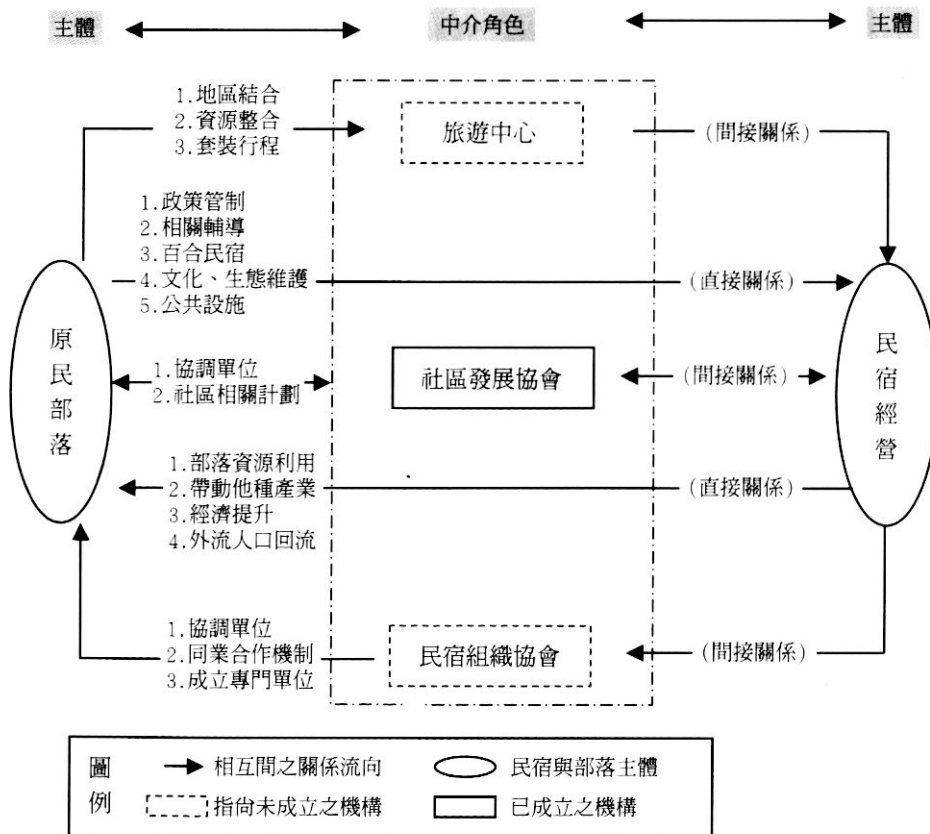 主體
中介角色
主體
1.地區結合
2.資源整合
3.套裝行程
旅遊中心
(間接關係)
1.政策管制
2.相關輔導
3.百合民宿
4.文化、生態維護
5.公共設施
(直接關係)
原民部落
1.協調單位
2.社區相關計劃
社區發展協會
(間接關係)
民宿經營
1.部落資源利用
2.帶動他種產業
3.經濟提升
4.外流人口回流
(直接關係)
1.協調單位
2.同業合作機制
3.成立專門單位
民宿組織協會
(間接關係)
圖例
相互間之關係流向
民宿與部落主體
指尚未成立之機構
已成立之機構